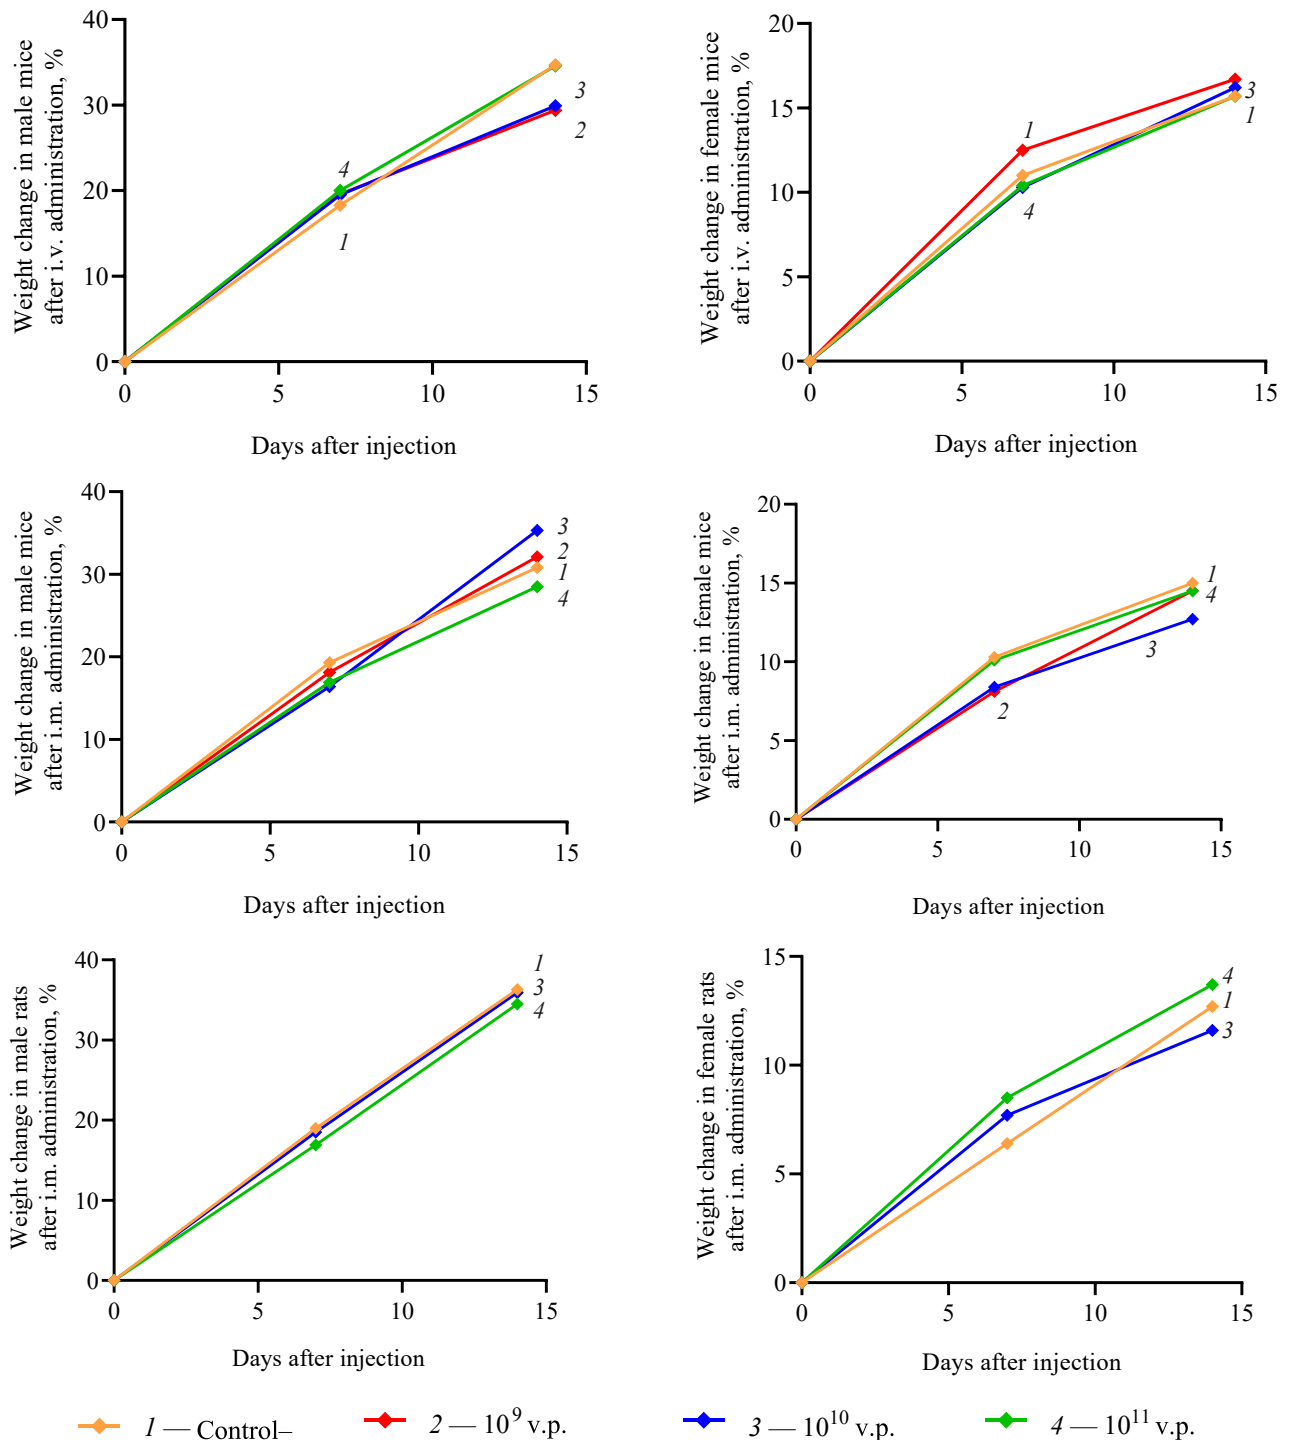 Weight change in male mice
after i.v. administration, %
40
30
20
10
0
0 5 10 15
4
1
3
2
Days after injection
Weight change in female mice
after i.v. administration, %
20
15
10
5
0
0 5 10 15
1
4
3
1
Days after injection
Weight change in male mice
after i.m. administration, %
40
30
20
10
0
0 5 10 15
3
2
1
4
Days after injection
Weight change in female mice
after i.m. administration, %
20
15
10
5
0
0 5 10 15
1
4
3
2
Days after injection
Weight change in male rats
after i.m. administration, %
40
30
20
10
0
0 5 10 15
1
3
4
Days after injection
Weight change in female rats
after i.m. administration, %
15
10
5
0
0 5 10 15
4
1
3
Days after injection
1 — Control–
2 — 10⁹ v.p.
3 — 10¹⁰ v.p.
4 — 10¹¹ v.p.